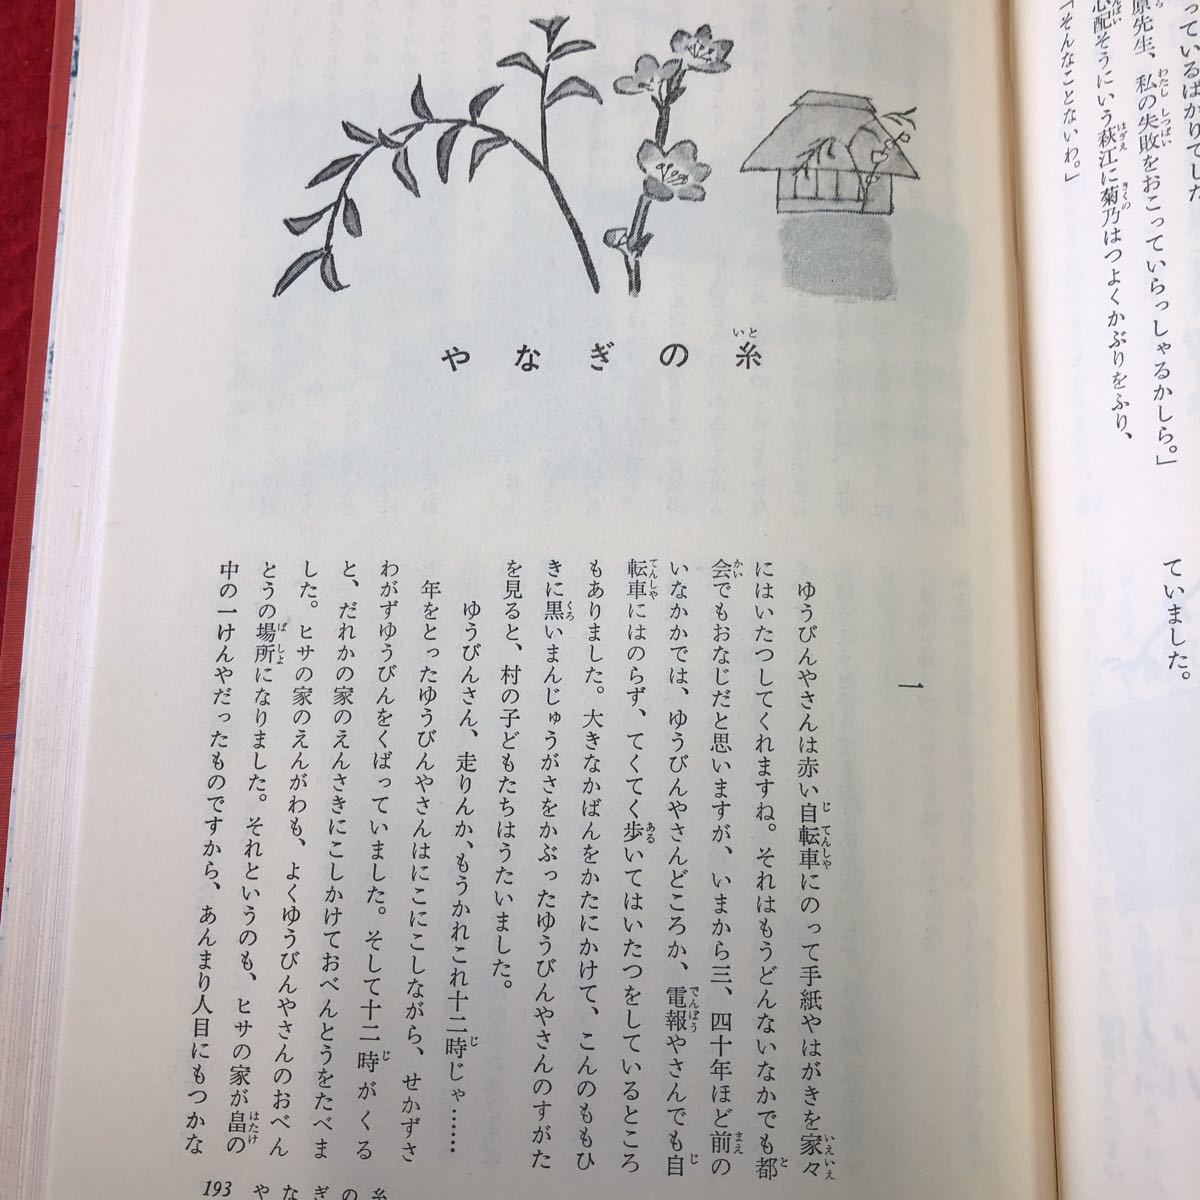 っているばかりでした
原先生、私の失敗をおこっていらっしゃるかしら。」
心配そうにいう萩江に菊乃はつよくかぶりをふり、
「そんなことないわ。」
ていました。
やなぎの糸
一
ゆうびんやさんは赤い自転車にのって手紙やはがきを家々
にはいたつしてくれますね。それはもうどんないなかでも都
会でもおなじだと思いますが、いまから三、四十年ほど前の
いなかでは、ゆうびんやさんどころか、電報やさんでも自
転車にはのらず、てくてく歩いてはいたつをしているところ
もありました。大きなかばんをかたにかけて、こんのももひ
きに黒いまんじゅうがさをかぶったゆうびんやさんのすがた
を見ると、村の子どもたちはうたいました。
ゆうびんさん、走りんか、もうかれこれ十二時じゃ……
年をとったゆうびんやさんはにこにこしながら、せかずさ
わがずゆうびんをくばっていました。そして十二時がくる
と、だれかの家のえんさきにこしかけておべんとうをたべま
した。ヒサの家のえんがわも、よくゆうびんやさんのおべん
とうの場所になりました。それというのも、ヒサの家が畠の
中の一けんやだったものですから、あんまり人目にもつかな
193 やなぎの糸